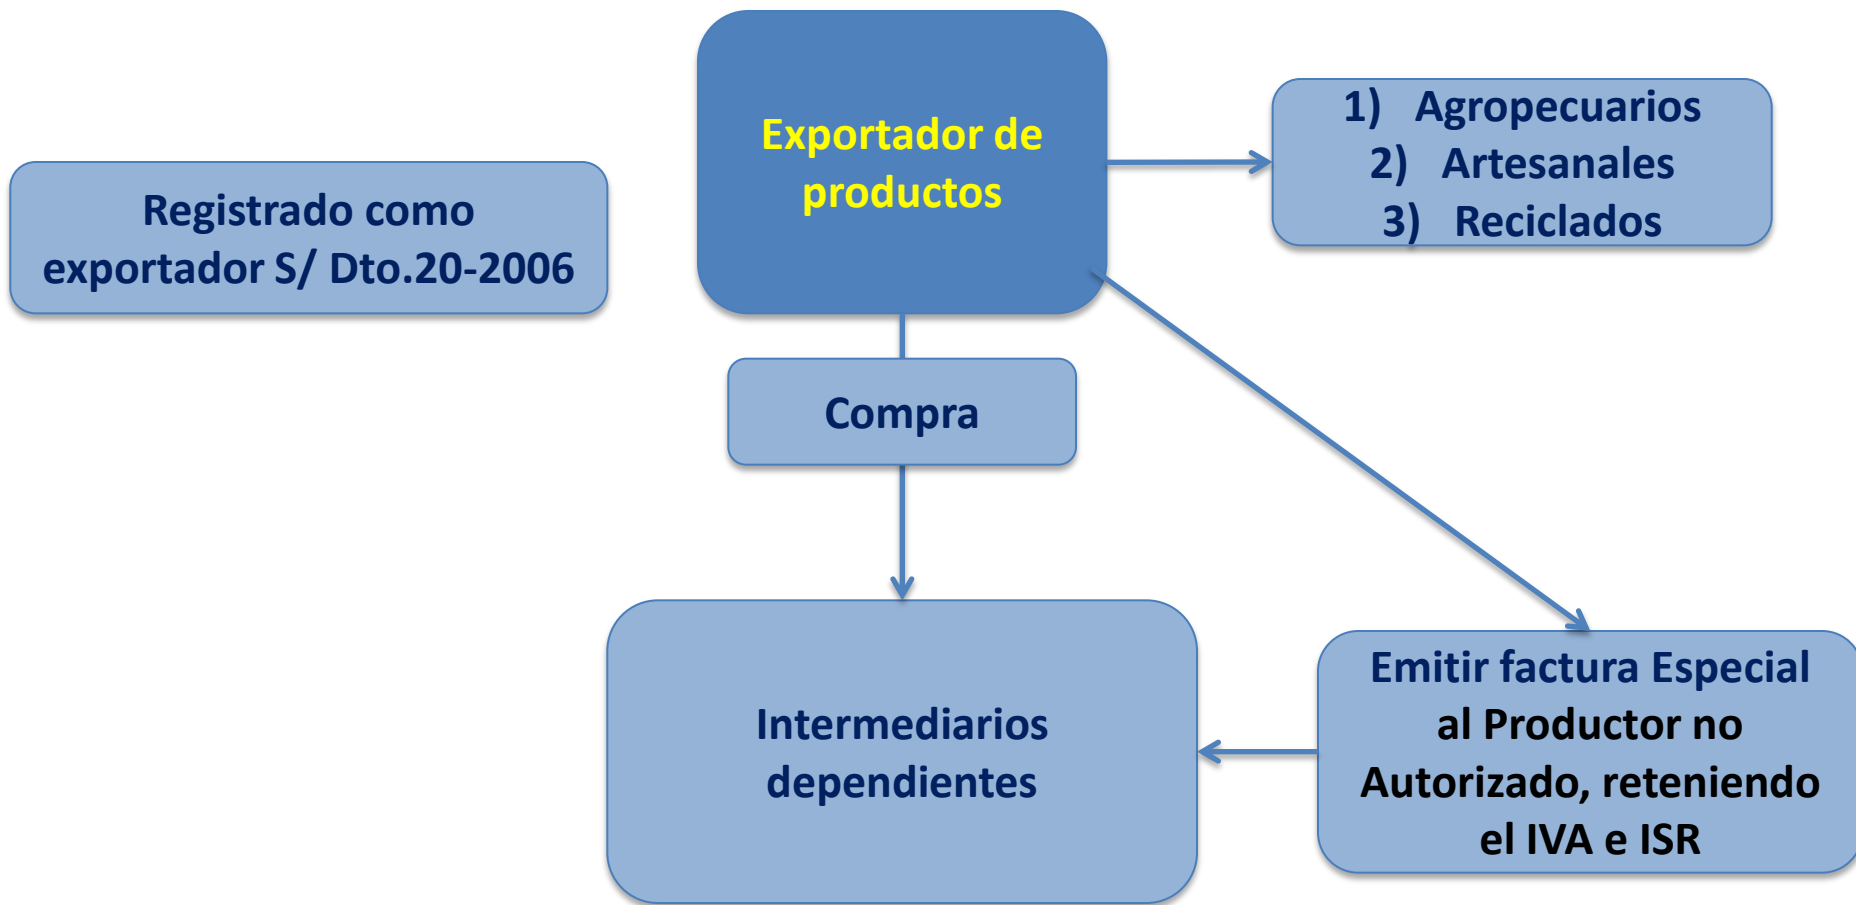 Exportador de
productos
1) Agropecuarios
2) Artesanales
3) Reciclados
Registrado como
exportador S/ Dto.20-2006
Compra
Intermediarios
dependientes
Emitir factura Especial
al Productor no
Autorizado, reteniendo
el IVA e ISR